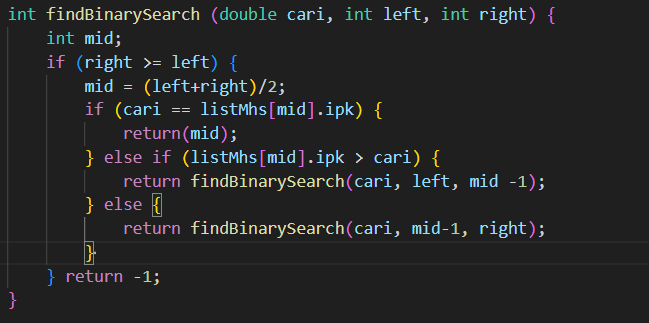 int findBinarySearch (double cari, int left, int right) {
    int mid;
    if (right >= left) {
        mid = (left+right)/2;
        if (cari == listMhs[mid].ipk) {
            return(mid);
        } else if (listMhs[mid].ipk > cari) {
            return findBinarySearch(cari, left, mid -1);
        } else {
            return findBinarySearch(cari, mid-1, right);
        }
    } return -1;
}